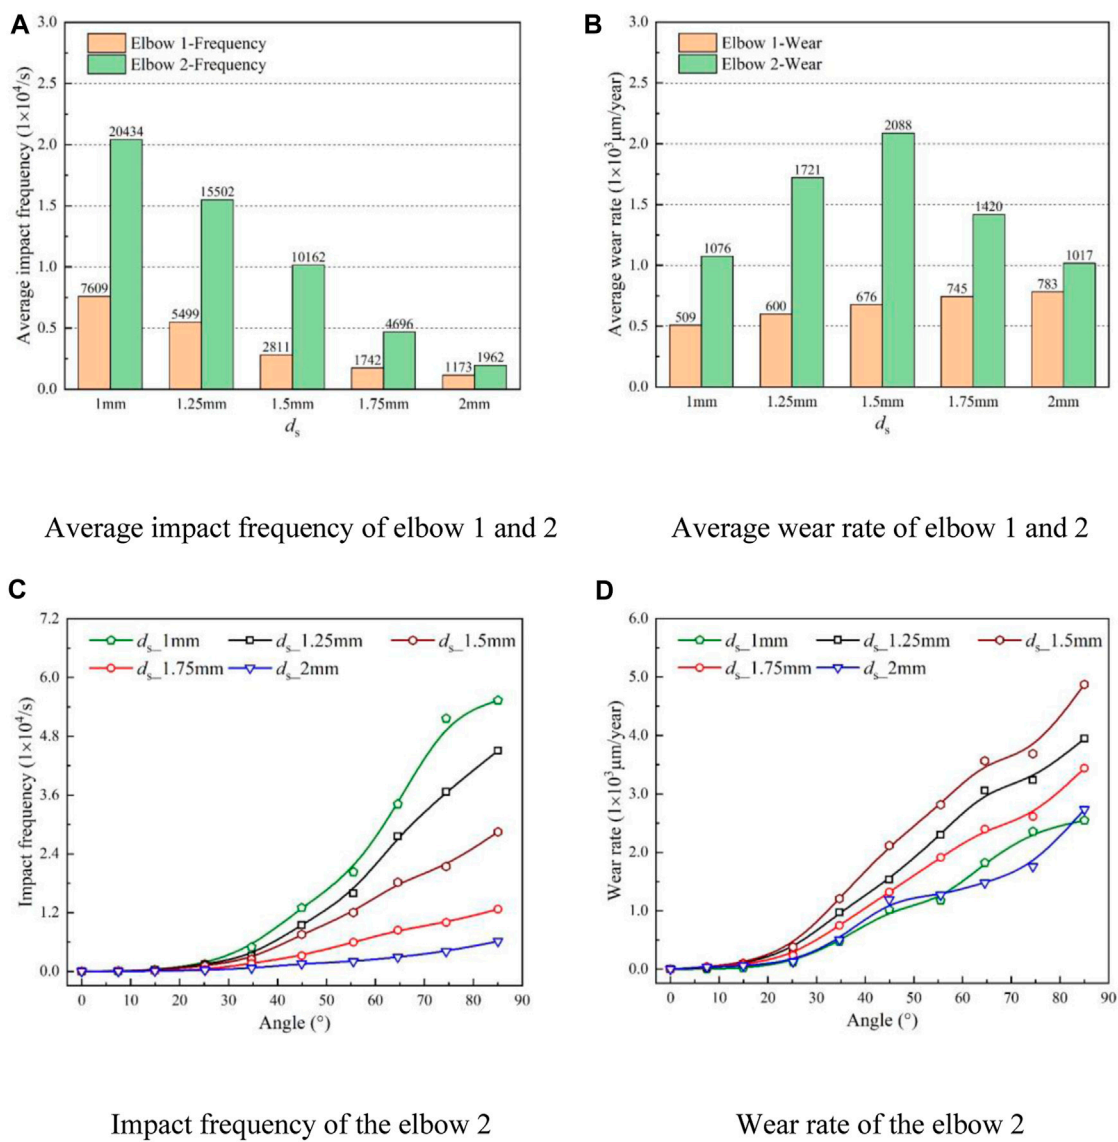 A
Average impact frequency (1×10⁴/s)
3.0
2.5
2.0
1.5
1.0
0.5
0.0
Elbow 1-Frequency
Elbow 2-Frequency
7609
20434
5499
15502
2811
10162
1742
4696
1173
1962
1mm 1.25mm 1.5mm 1.75mm 2mm
dₛ
Average impact frequency of elbow 1 and 2
B
Average wear rate (1×10³μm/year)
3.0
2.5
2.0
1.5
1.0
0.5
0.0
Elbow 1-Wear
Elbow 2-Wear
509
1076
600
1721
676
2088
745
1420
783
1017
1mm 1.25mm 1.5mm 1.75mm 2mm
dₛ
Average wear rate of elbow 1 and 2
C
Impact frequency (1×10⁴/s)
7.2
6.0
4.8
3.6
2.4
1.2
0.0
dₛ_1mm dₛ_1.25mm dₛ_1.5mm
dₛ_1.75mm dₛ_2mm
0 10 20 30 40 50 60 70 80 90
Angle (°)
Impact frequency of the elbow 2
D
Wear rate (1×10³μm/year)
6.0
5.0
4.0
3.0
2.0
1.0
0.0
dₛ_1mm dₛ_1.25mm dₛ_1.5mm
dₛ_1.75mm dₛ_2mm
0 10 20 30 40 50 60 70 80 90
Angle (°)
Wear rate of the elbow 2